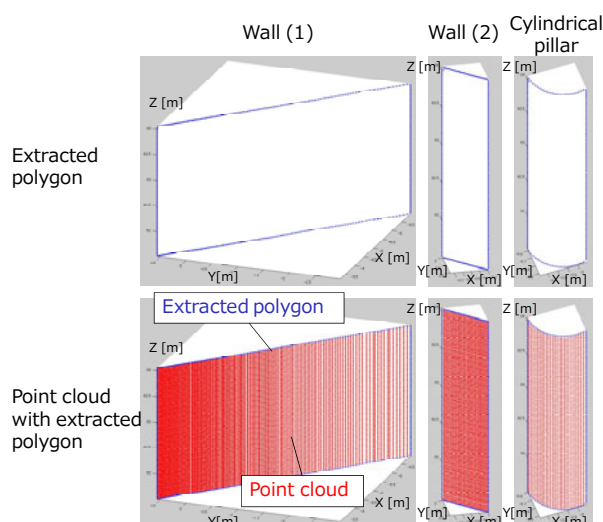 Wall (1)
Wall (2)
Cylindrical
pillar
Z [m]
Z [m]
Z [m]
Extracted
polygon
X [m]
Y[m]
Y[m]
X [m]
Y[m]
X [m]
Extracted polygon
Z [m]
Z [m]
Z [m]
Point cloud
with extracted
polygon
Point cloud
X [m]
Y[m]
Y[m]
X [m]
Y[m]
X [m]